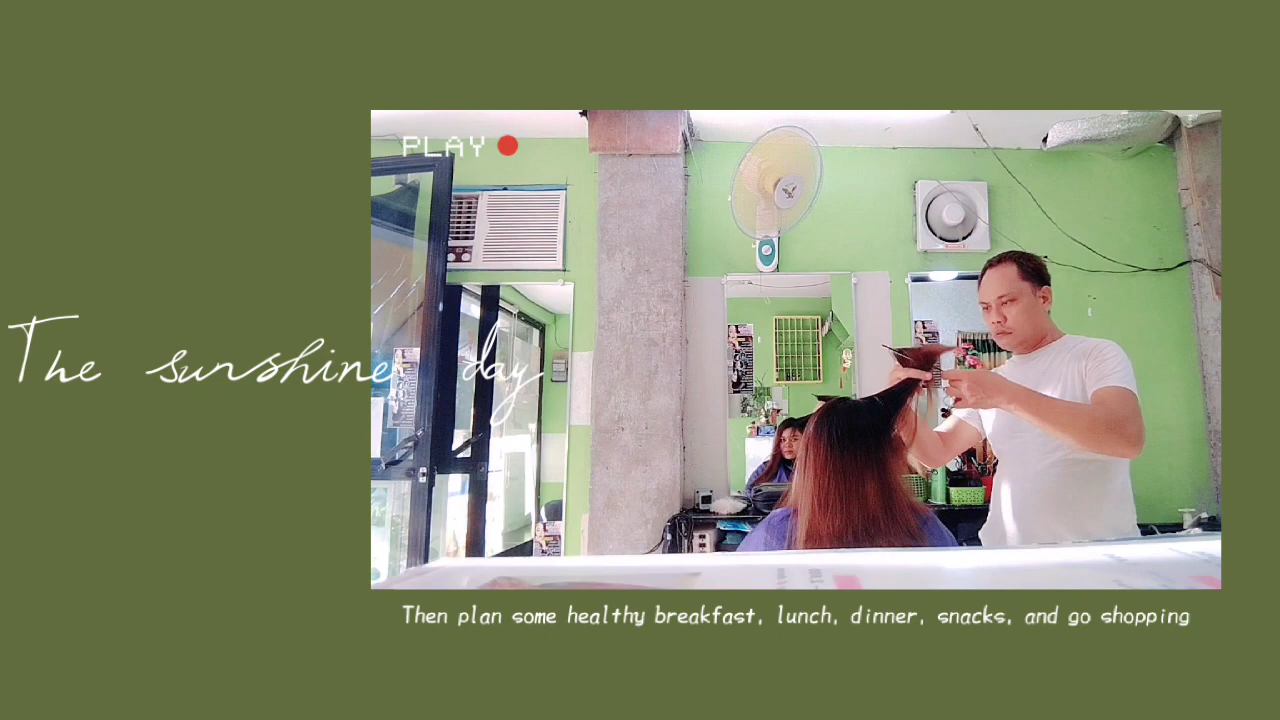 PLAY
The sunshine day
Then plan some healthy breakfast, lunch, dinner, snacks, and go shopping